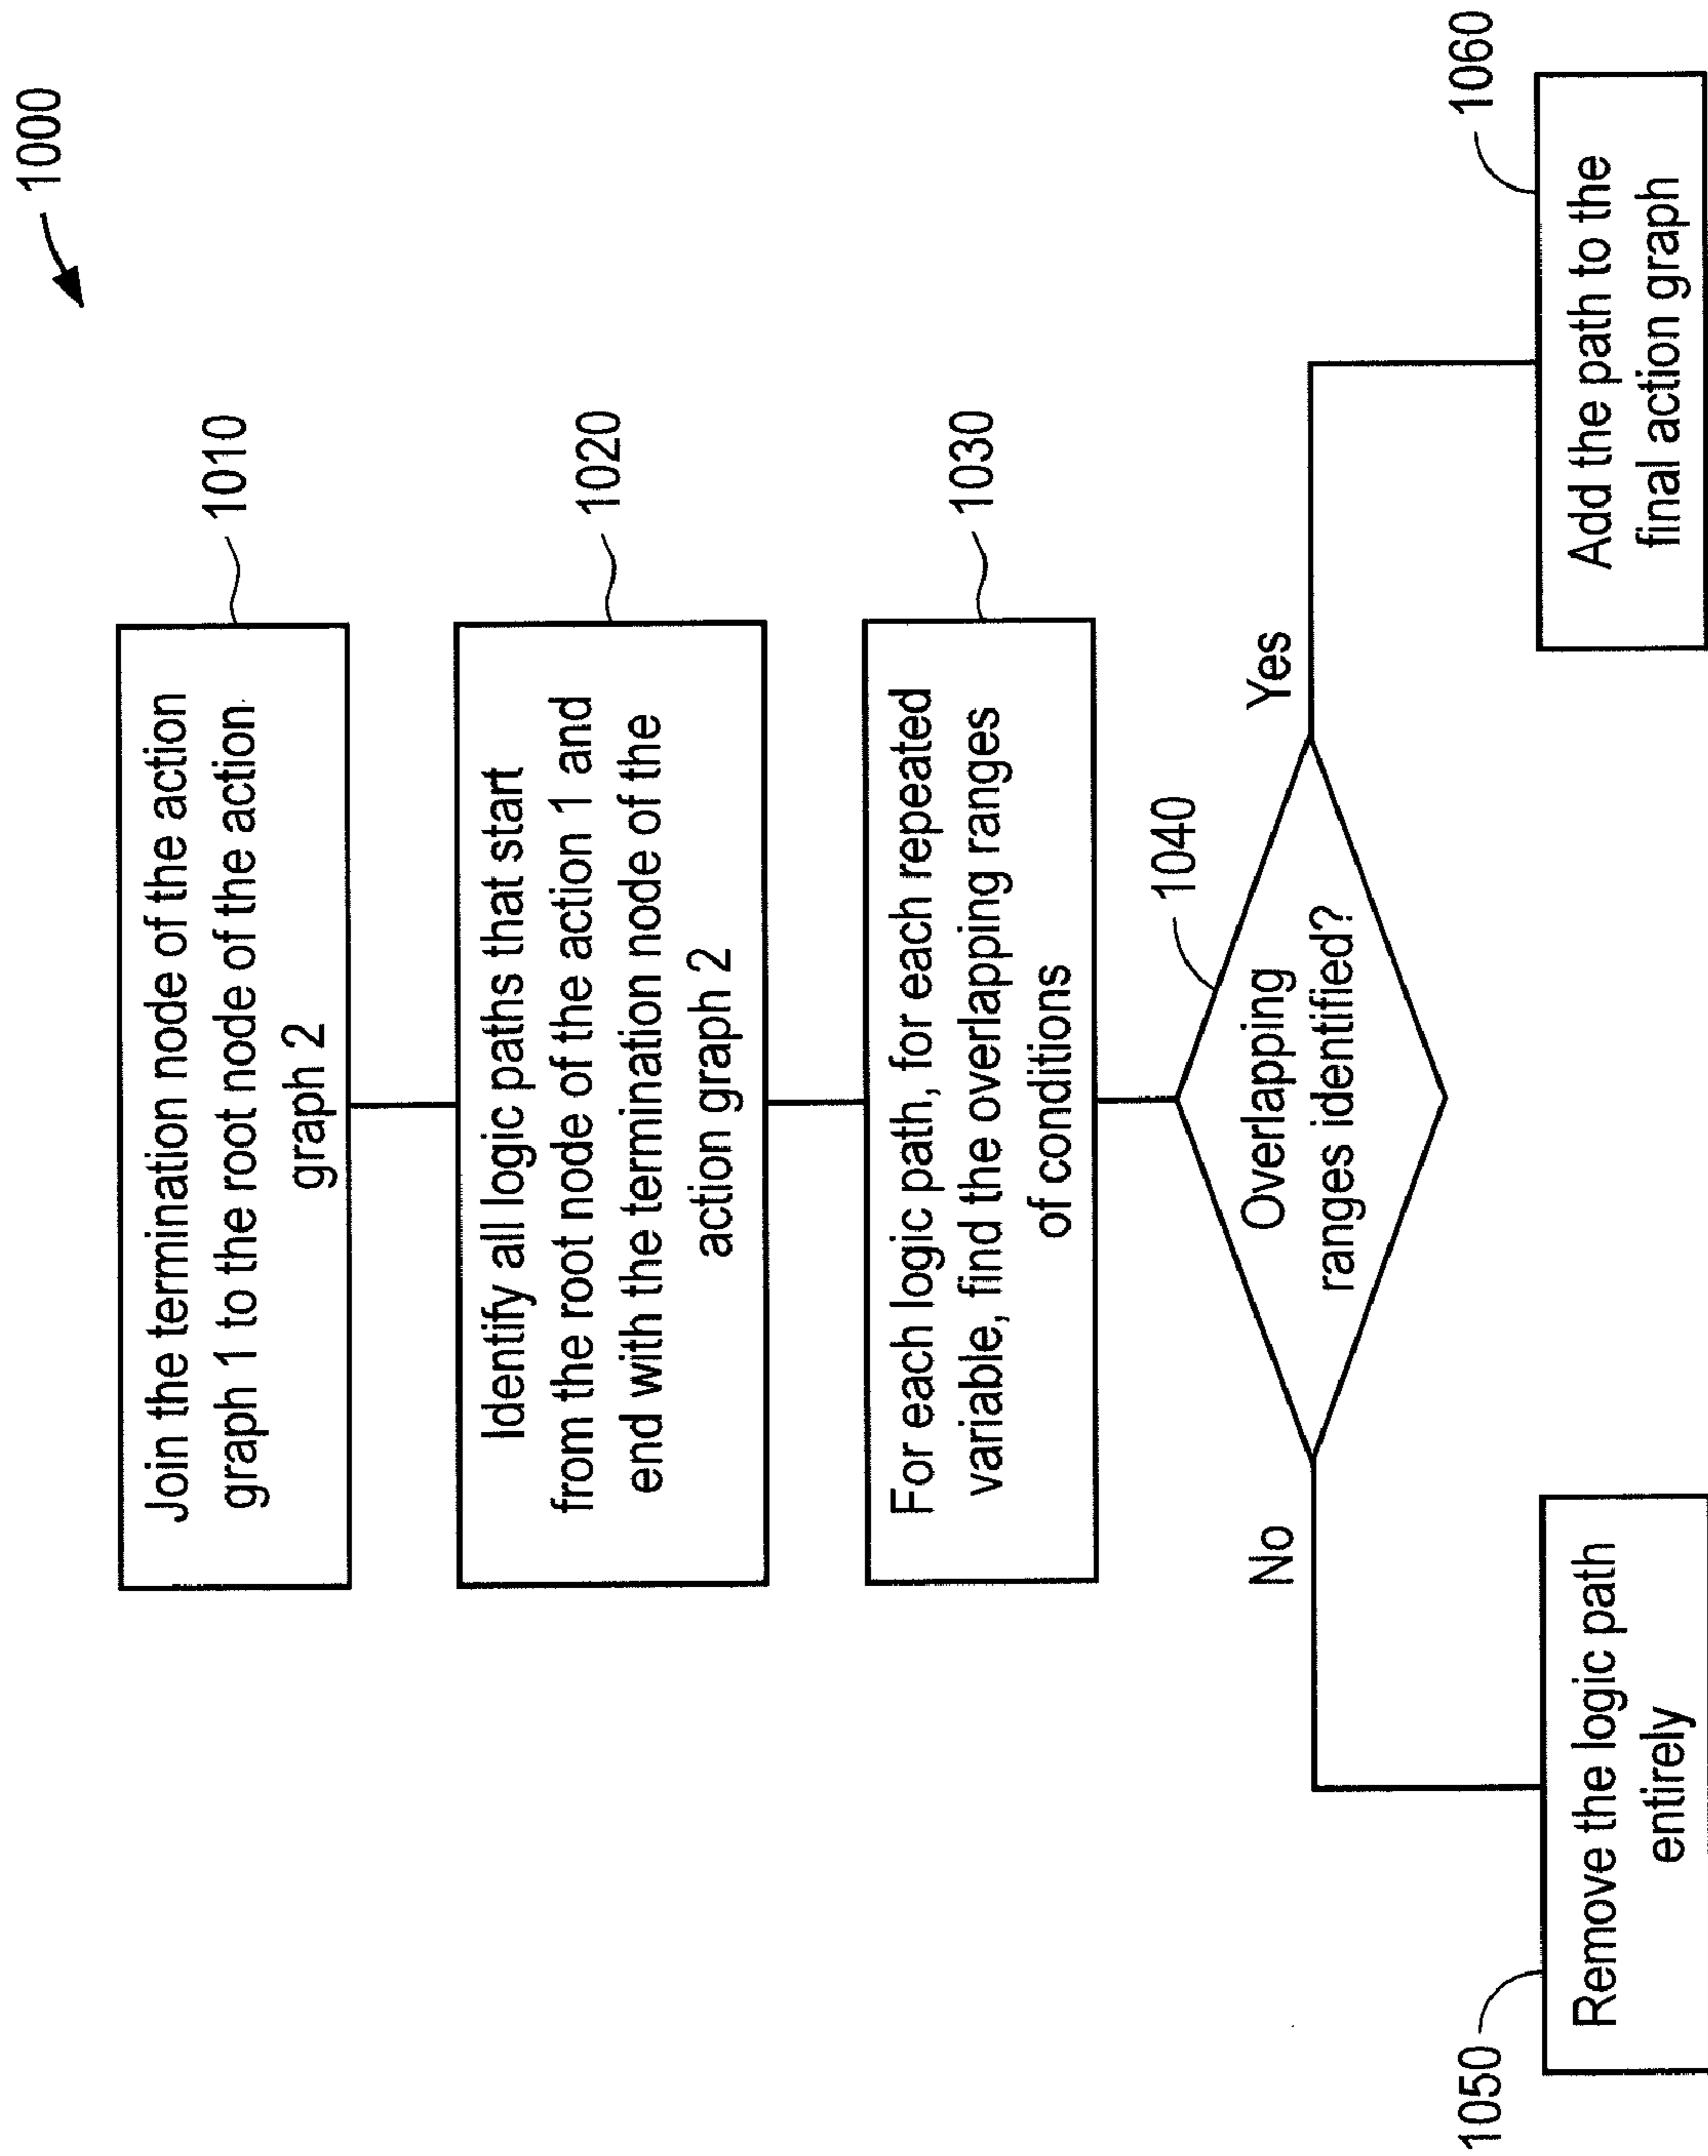 1000
Join the termination node of the action
graph 1 to the root node of the action
graph 2
1010
Identify all logic paths that start
from the root node of the action 1 and
end with the termination node of the
action graph 2
1020
For each logic path, for each repeated
variable, find the overlapping ranges
of conditions
1030
1040
Overlapping
ranges identified?
No
Yes
1050
Remove the logic path
entirely
1060
Add the path to the
final action graph